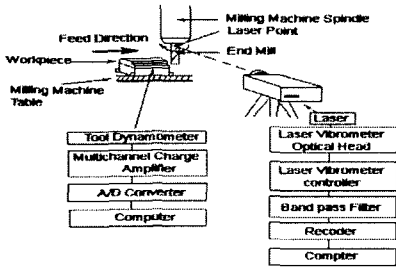 Milling Machine Spindle
Laser Point
End Mill
Feed Direction
Workpiece
Milling Machine
Table
Laser
Tool Dynamometer
Multichannel Charge
Amplifier
A/D Converter
Computer
Laser Vibrometer
Optical Head
Laser Vibrometer
controller
Band pass Filter
Recoder
Compter